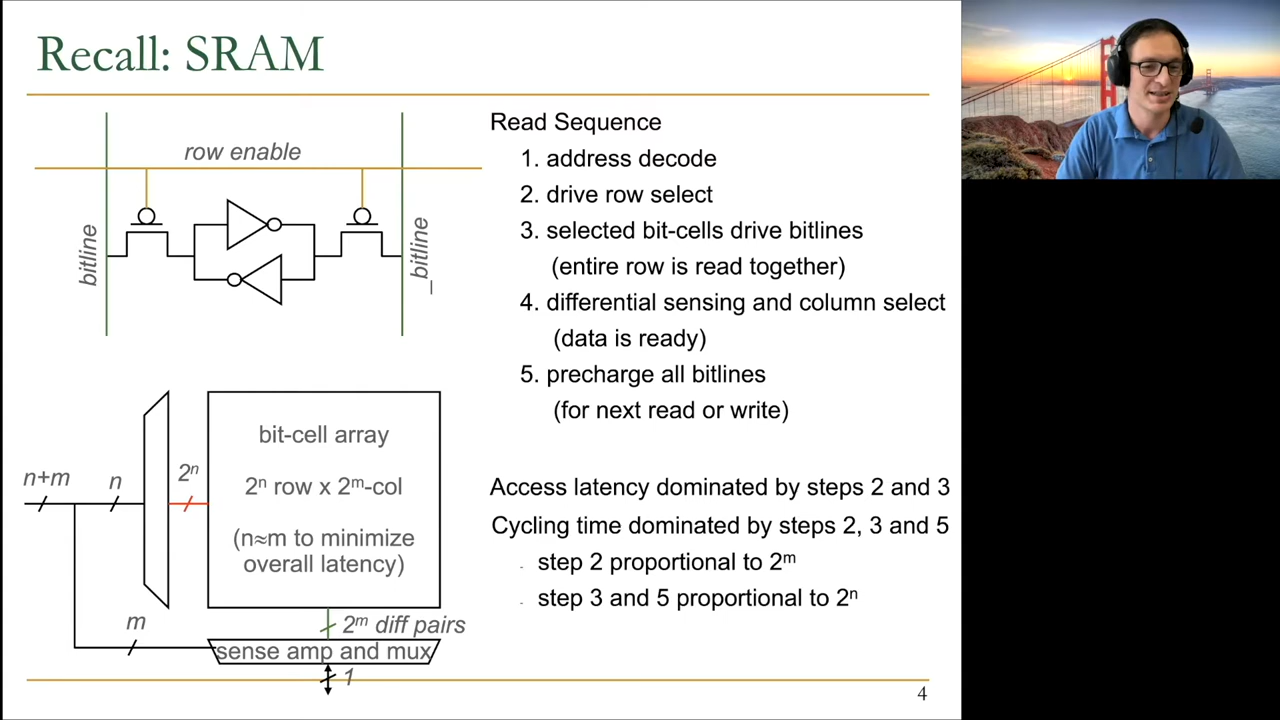 Recall: SRAM
row enable
bitline
_bitline
n+m
n
2ⁿ
bit-cell array
2ⁿ row x 2ᵐ-col
(n≈m to minimize
overall latency)
m
2ᵐ diff pairs
sense amp and mux
1
Read Sequence
1. address decode
2. drive row select
3. selected bit-cells drive bitlines
(entire row is read together)
4. differential sensing and column select
(data is ready)
5. precharge all bitlines
(for next read or write)
Access latency dominated by steps 2 and 3
Cycling time dominated by steps 2, 3 and 5
- step 2 proportional to 2ᵐ
- step 3 and 5 proportional to 2ⁿ
4